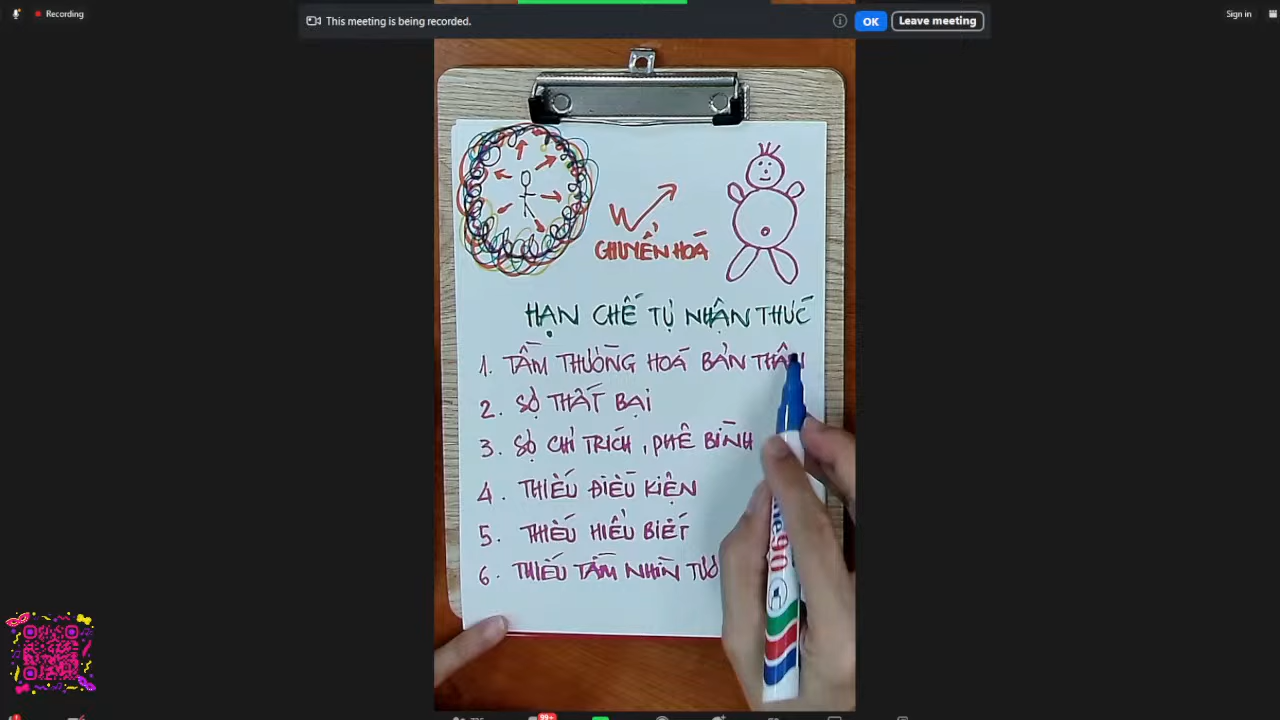 Recording
This meeting is being recorded.
OK
Leave meeting
Sign in
CHUYỂN HOÁ
HẠN CHẾ TỰ NHẬN THỨC
1. TẦM THƯỜNG HOÁ BẢN THÂN
2. SỢ THẤT BẠI
3. SỢ CHỈ TRÍCH, PHÊ BÌNH
4. THIẾU ĐIỀU KIỆN
5. THIẾU HIỂU BIẾT
6. THIẾU TẦM NHÌN
90
99+